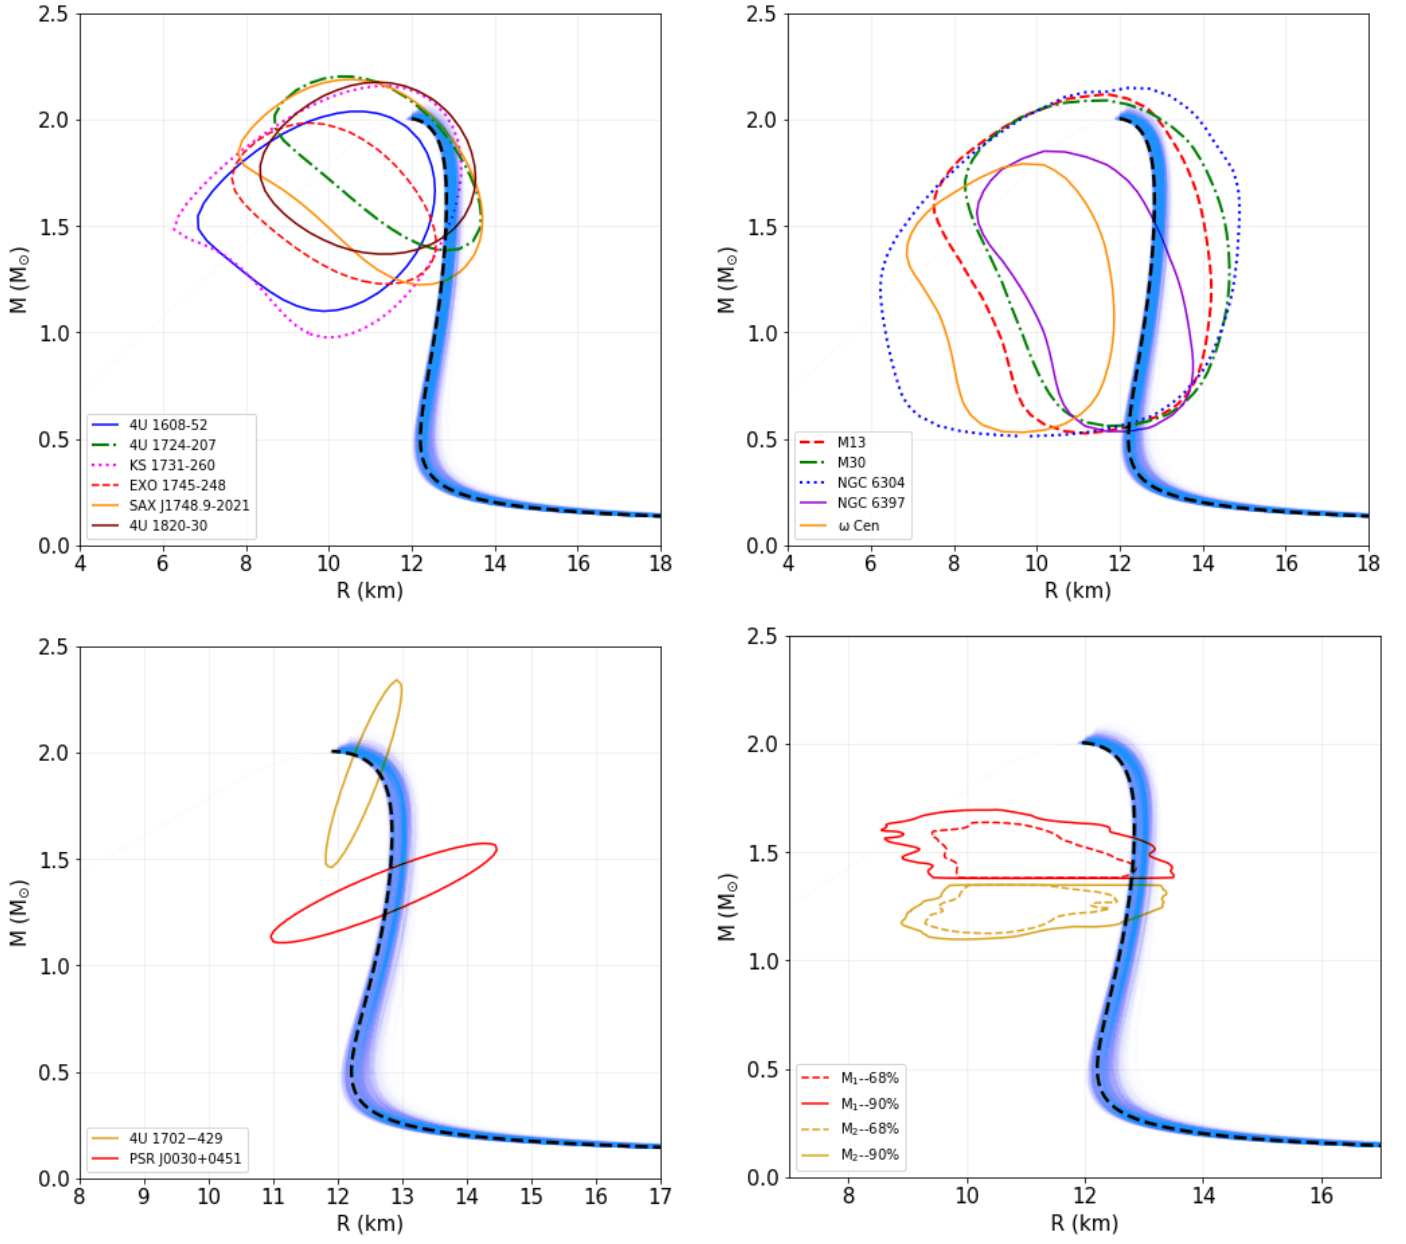 2.5
2.0
1.5
1.0
0.5
0.0
M (M⊙)
4U 1608-52
4U 1724-207
KS 1731-260
EXO 1745-248
SAX J1748.9-2021
4U 1820-30
4 6 8 10 12 14 16 18
R (km)
2.5
2.0
1.5
1.0
0.5
0.0
M (M⊙)
M13
M30
NGC 6304
NGC 6397
ω Cen
4 6 8 10 12 14 16 18
R (km)
2.5
2.0
1.5
1.0
0.5
0.0
M (M⊙)
4U 1702−429
PSR J0030+0451
8 9 10 11 12 13 14 15 16 17
R (km)
2.5
2.0
1.5
1.0
0.5
0.0
M (M⊙)
M₁--68%
M₁--90%
M₂--68%
M₂--90%
8 10 12 14 16
R (km)